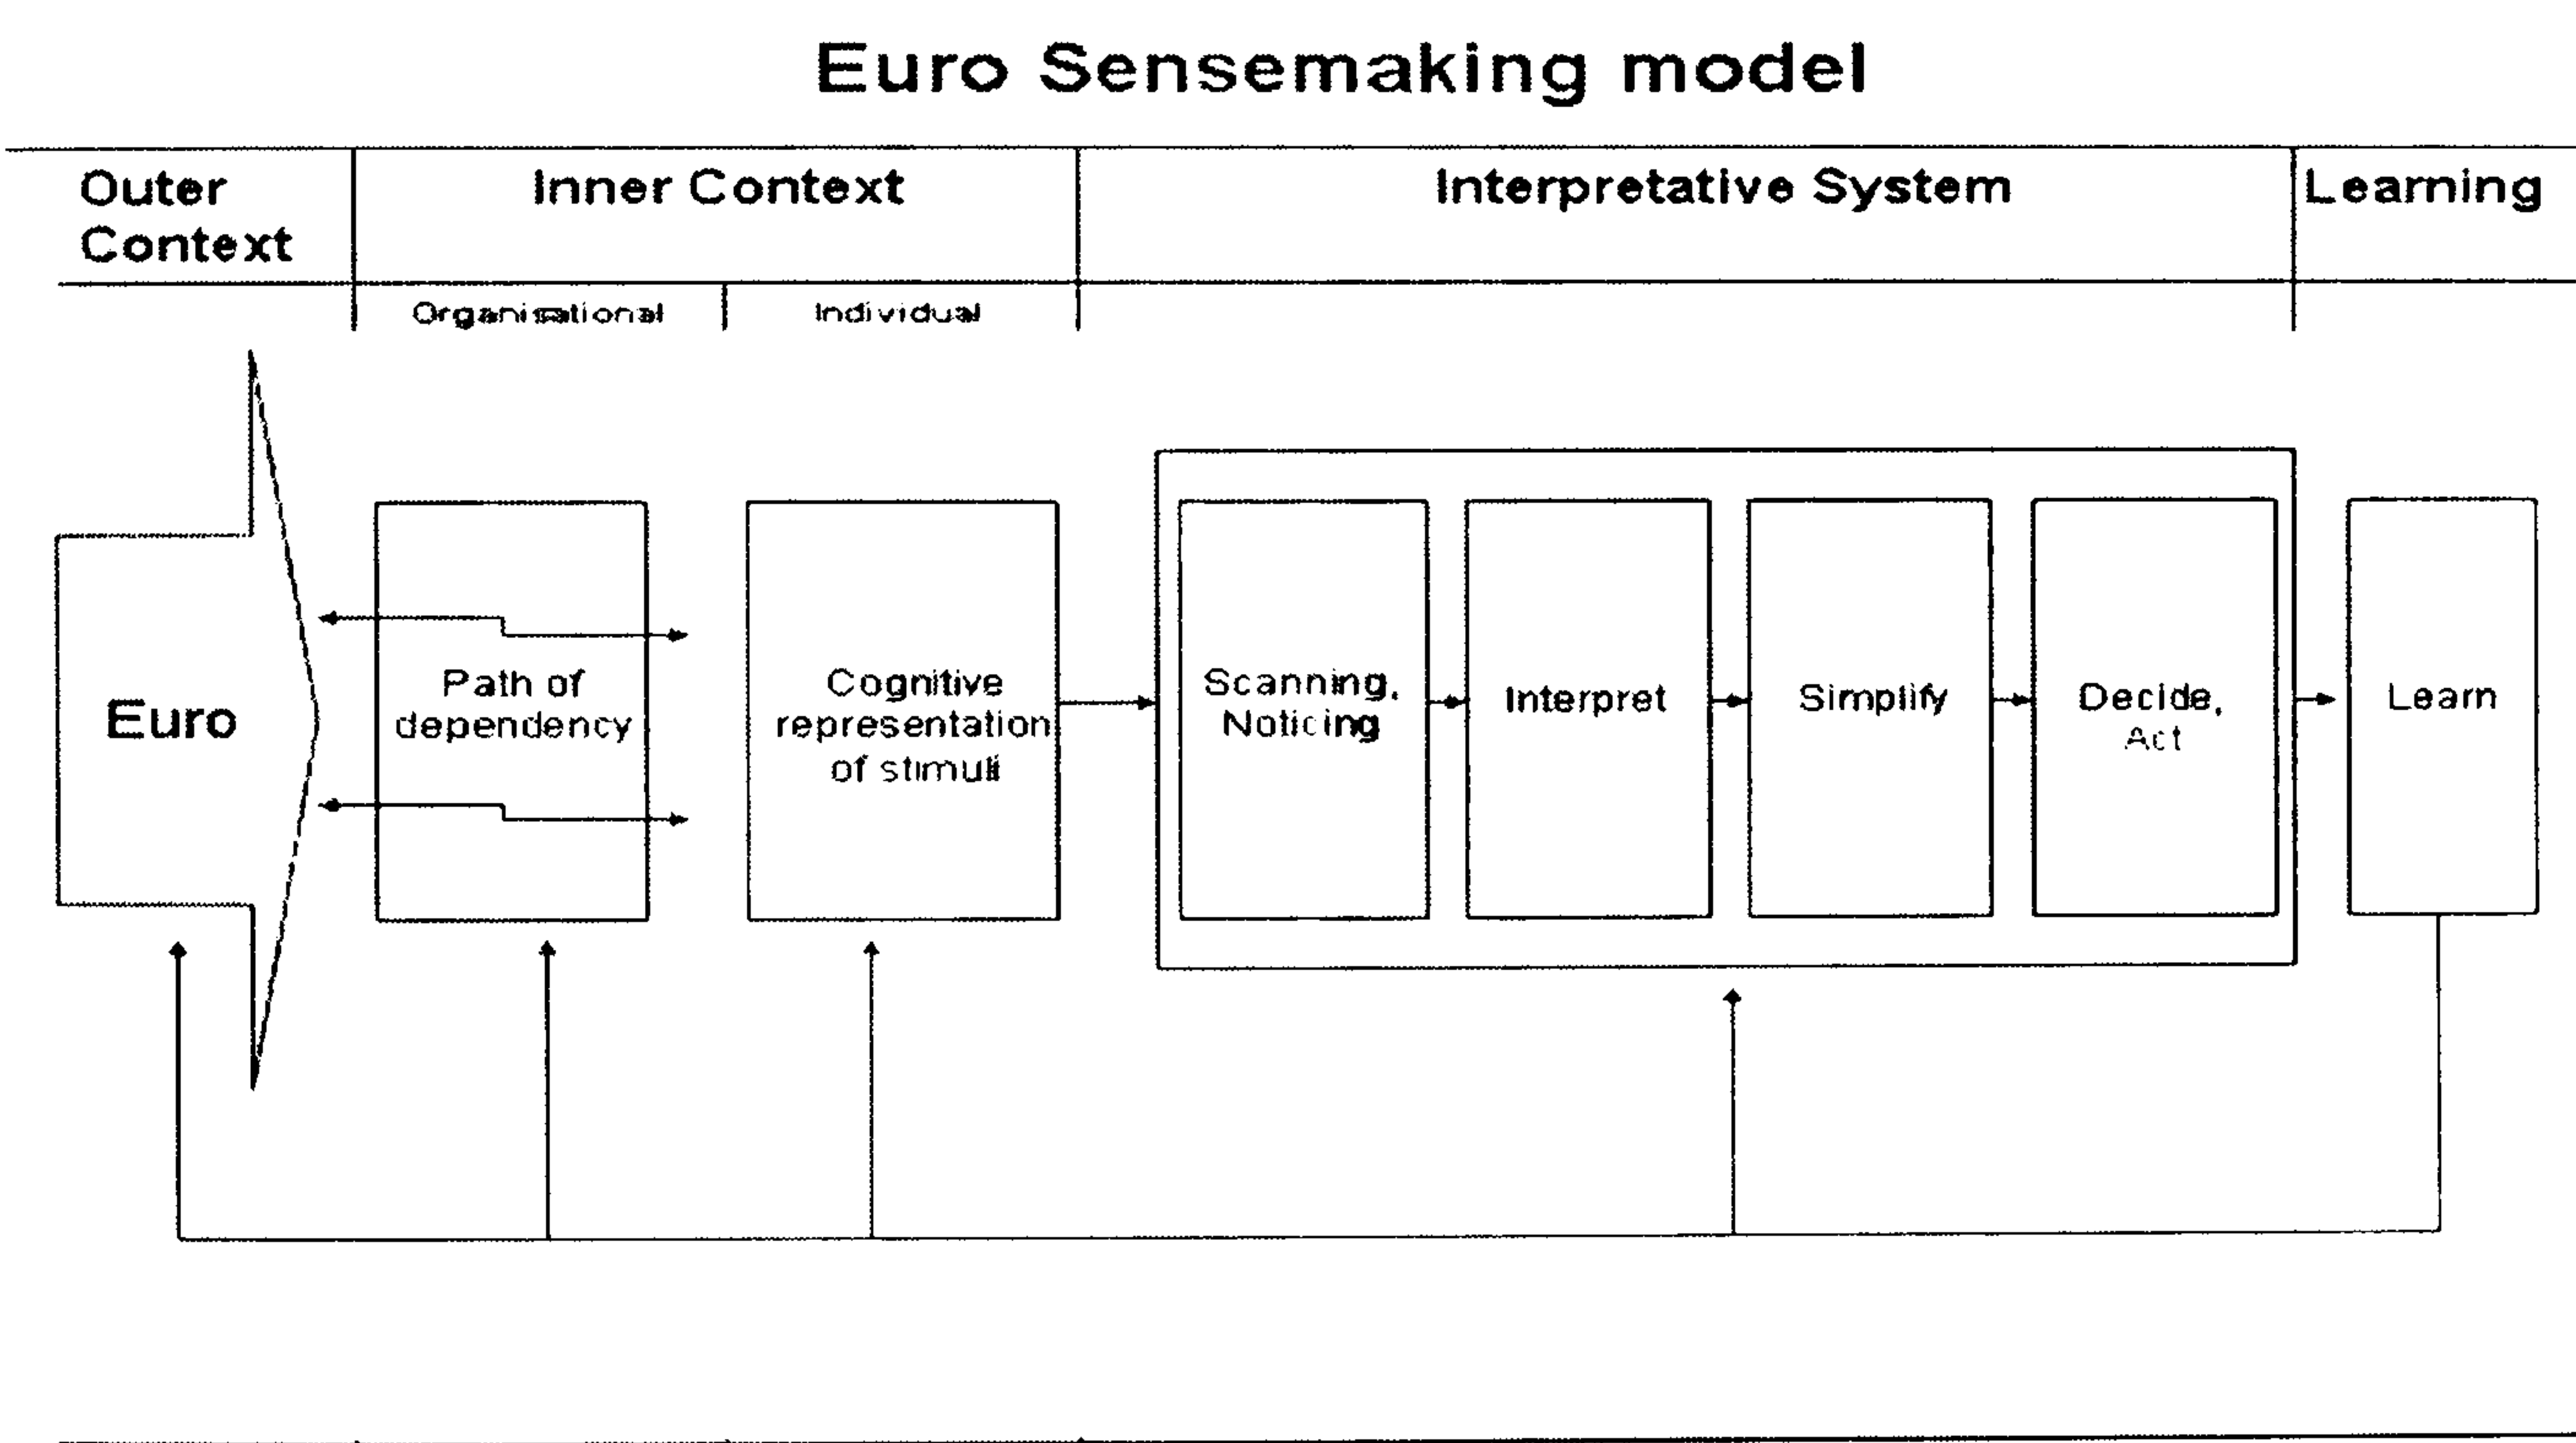 Euro Sensemaking model
Outer
Context
Inner Context
Interpretative System
Learning
Organisational
Individual
Euro
Path of
dependency
Cognitive
representation
of stimuli
Scanning,
Noticing
Interpret
Simplify
Decide,
Act
Learn